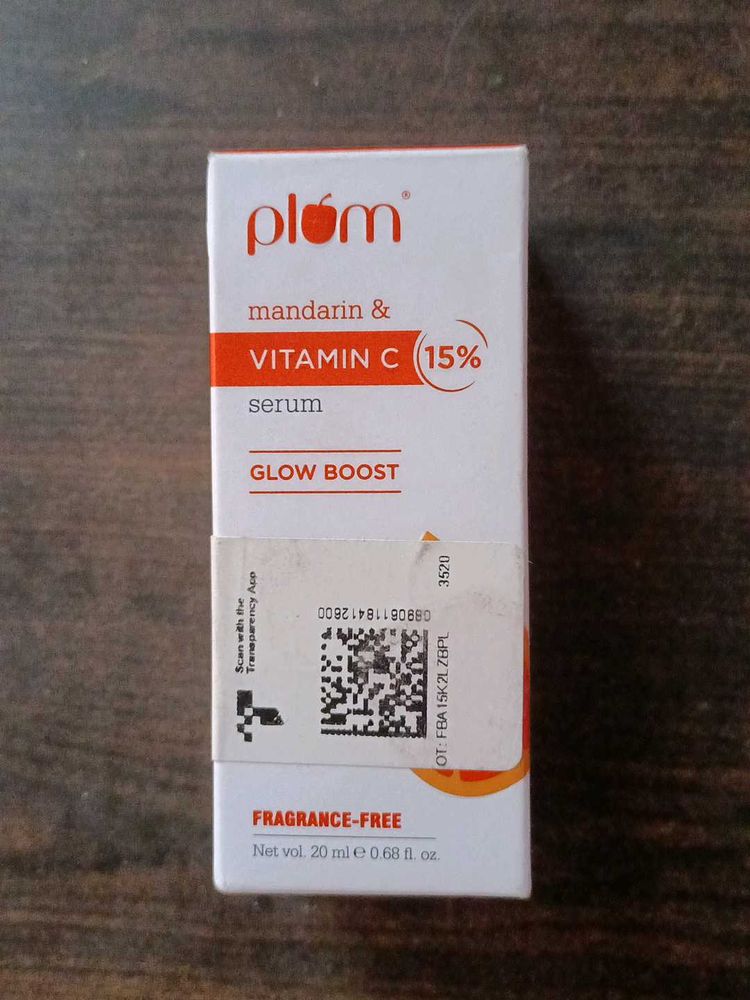 plum®
mandarin &
VITAMIN C 15%
serum
GLOW BOOST
Scan with the
Transparency App
08906118412600
OT: FBA15K2LZBPL 3520
FRAGRANCE-FREE
Net vol. 20 ml ℮ 0.68 fl. oz.